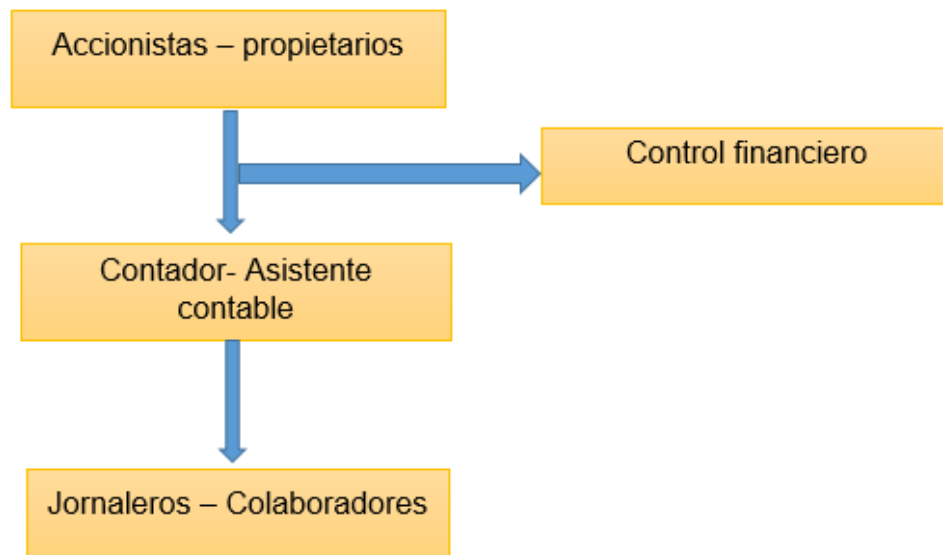 Accionistas – propietarios
Control financiero
Contador- Asistente
contable
Jornaleros – Colaboradores